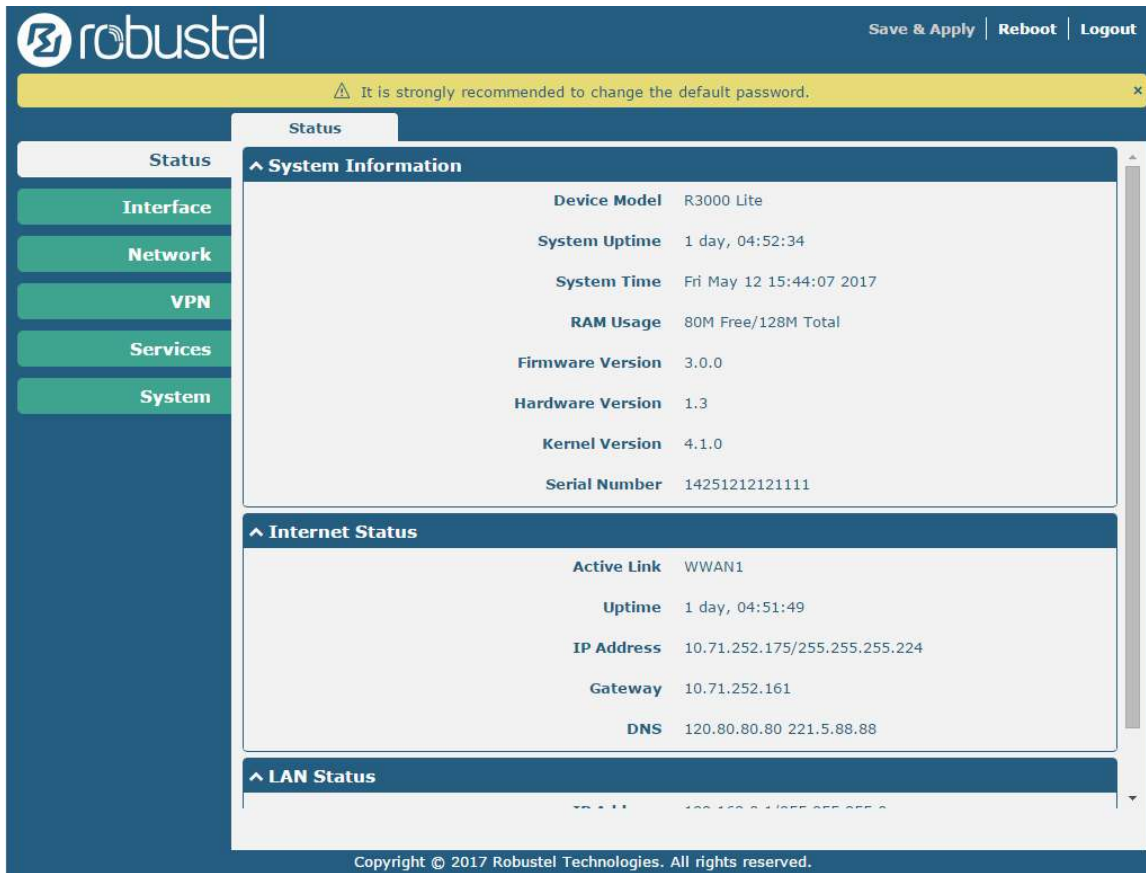 robustel
Save & Apply | Reboot | Logout
⚠ It is strongly recommended to change the default password. ×
Status
Status
Interface
Network
VPN
Services
System
^ System Information
Device Model R3000 Lite
System Uptime 1 day, 04:52:34
System Time Fri May 12 15:44:07 2017
RAM Usage 80M Free/128M Total
Firmware Version 3.0.0
Hardware Version 1.3
Kernel Version 4.1.0
Serial Number 14251212121111
^ Internet Status
Active Link WWAN1
Uptime 1 day, 04:51:49
IP Address 10.71.252.175/255.255.255.224
Gateway 10.71.252.161
DNS 120.80.80.80 221.5.88.88
^ LAN Status
Copyright © 2017 Robustel Technologies. All rights reserved.